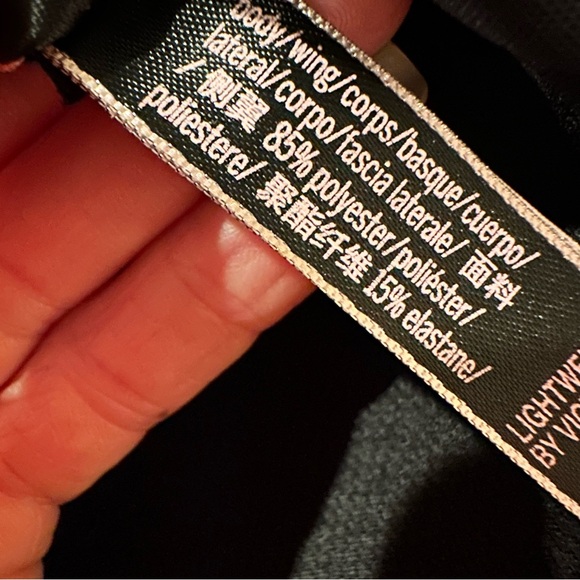 body/wing/corps/basque/cuerpo/
lateral/corpo/fascia laterale/ 面料
/ 侧翼 85% polyester/poliéster/
poliestere/ 聚酯纤维 15% elastane/
LIGHTWE
BY VIC